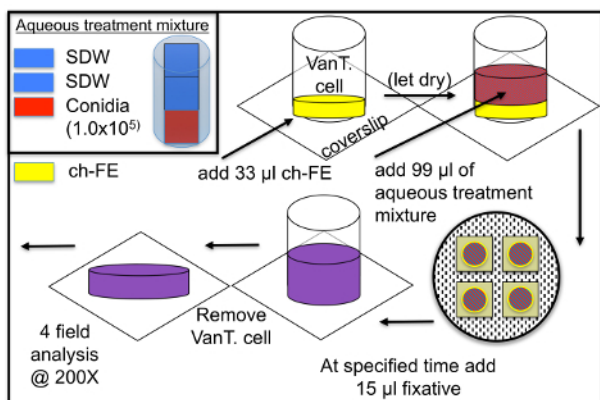 Aqueous treatment mixture
SDW
SDW
Conidia
(1.0x10⁵)
ch-FE
VanT.
cell
(let dry)
coverslip
add 33 µl ch-FE
add 99 µl of
aqueous treatment
mixture
4 field
analysis
@ 200X
Remove
VanT. cell
At specified time add
15 µl fixative